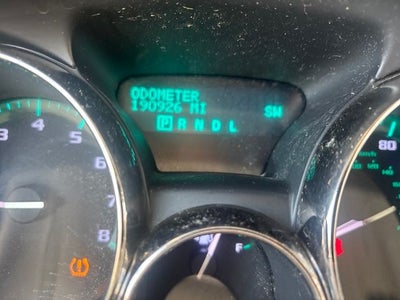 ODOMETER
190926 MI SW
P R N D L
3 4 5
6
7
8
F
80